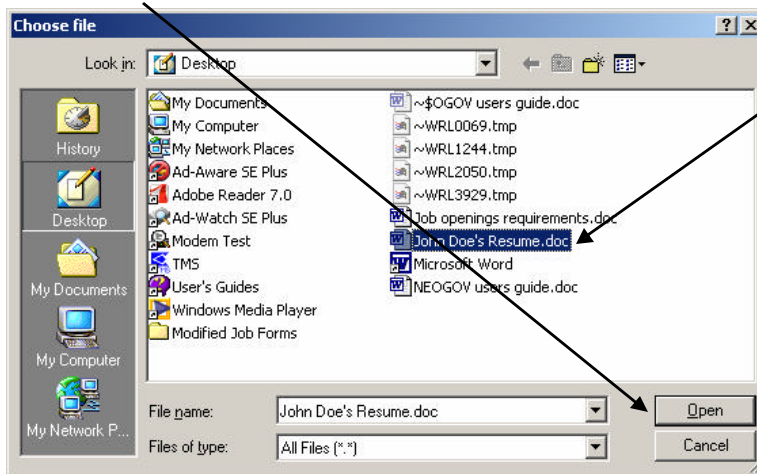 Choose file
Look in:
Desktop
History
Desktop
My Documents
My Computer
My Network P...
My Documents
My Computer
My Network Places
Ad-Aware SE Plus
Adobe Reader 7.0
Ad-Watch SE Plus
Modem Test
TMS
User's Guides
Windows Media Player
Modified Job Forms
~$OGOV users guide.doc
~WRL0069.tmp
~WRL1244.tmp
~WRL2050.tmp
~WRL3929.tmp
Job openings requirements.doc
John Doe's Resume.doc
Microsoft Word
NEOGOV users guide.doc
File name:
John Doe's Resume.doc
Open
Files of type:
All Files (*.*)
Cancel